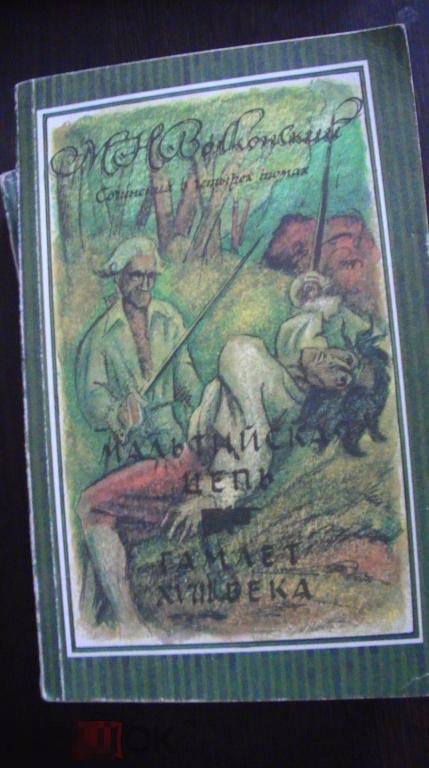 М Н Волконский
Сочинения в четырех томах
МАЛЬТИЙСКАЯ
ЦЕПЬ
ГАМЛЕТ
XVIII ВЕКА